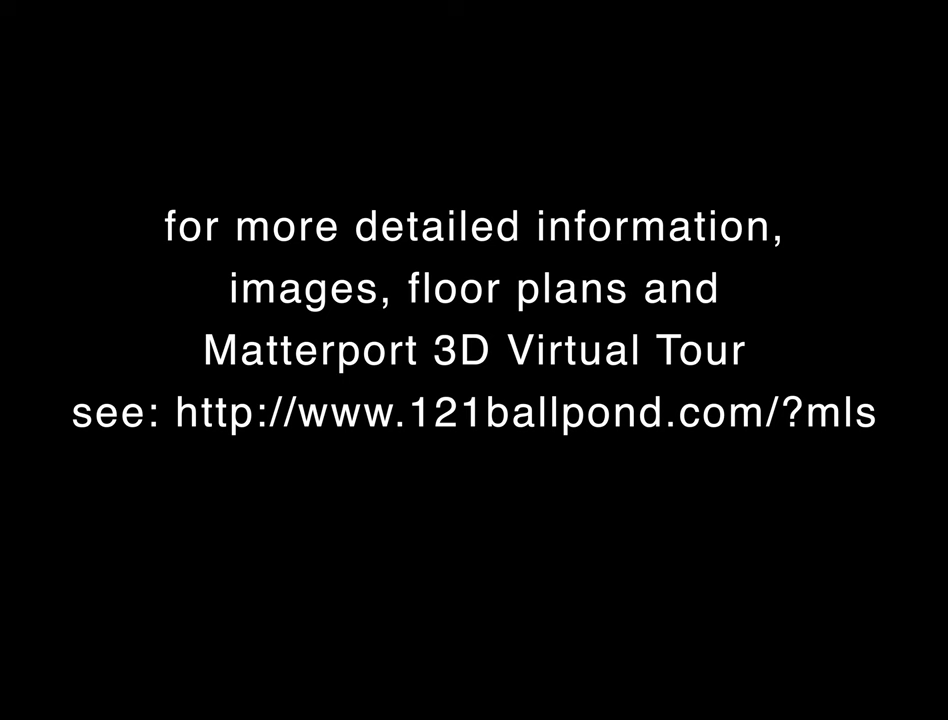 for more detailed information,
images, floor plans and
Matterport 3D Virtual Tour
see: http://www.121ballpond.com/?mls